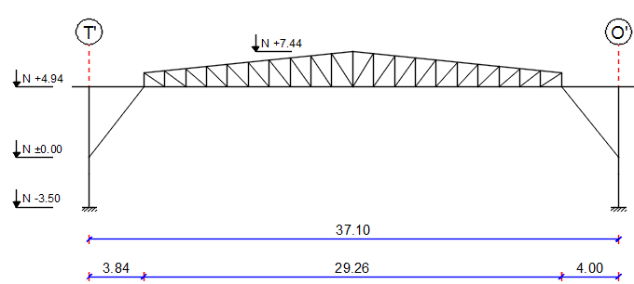 T'
O'
N +7.44
N +4.94
N ±0.00
N -3.50
37.10
3.84
29.26
4.00